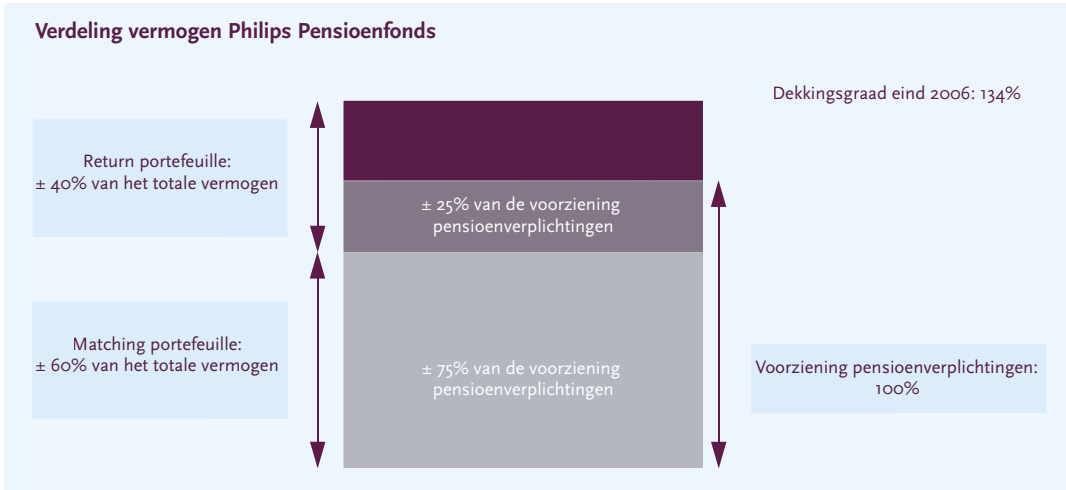 Verdeling vermogen Philips Pensioenfonds
Dekkingsgraad eind 2006: 134%
Return portefeuille:
± 40% van het totale vermogen
± 25% van de voorziening
pensioenverplichtingen
Matching portefeuille:
± 60% van het totale vermogen
± 75% van de voorziening
pensioenverplichtingen
Voorziening pensioenverplichtingen:
100%